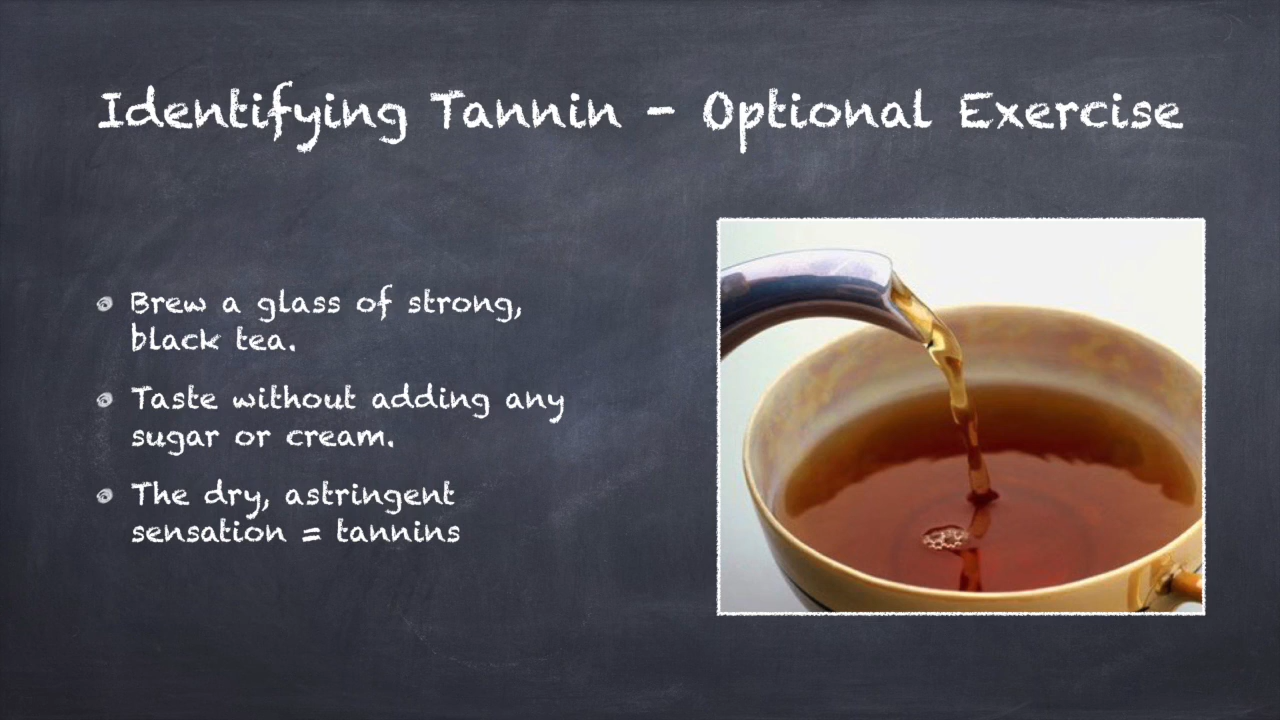 Identifying Tannin - Optional Exercise
Brew a glass of strong,
black tea.
Taste without adding any
sugar or cream.
The dry, astringent
sensation = tannins